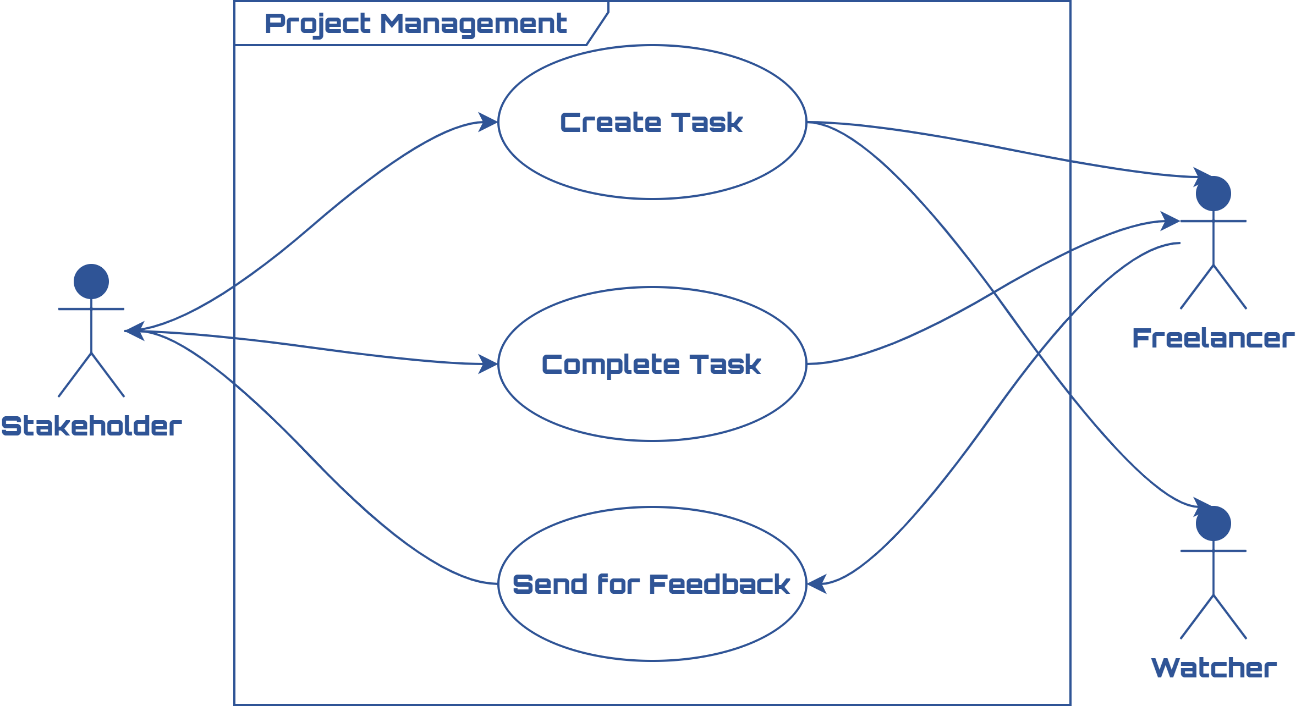 Project Management
Create Task
Freelancer
Complete Task
Stakeholder
Send for Feedback
Watcher